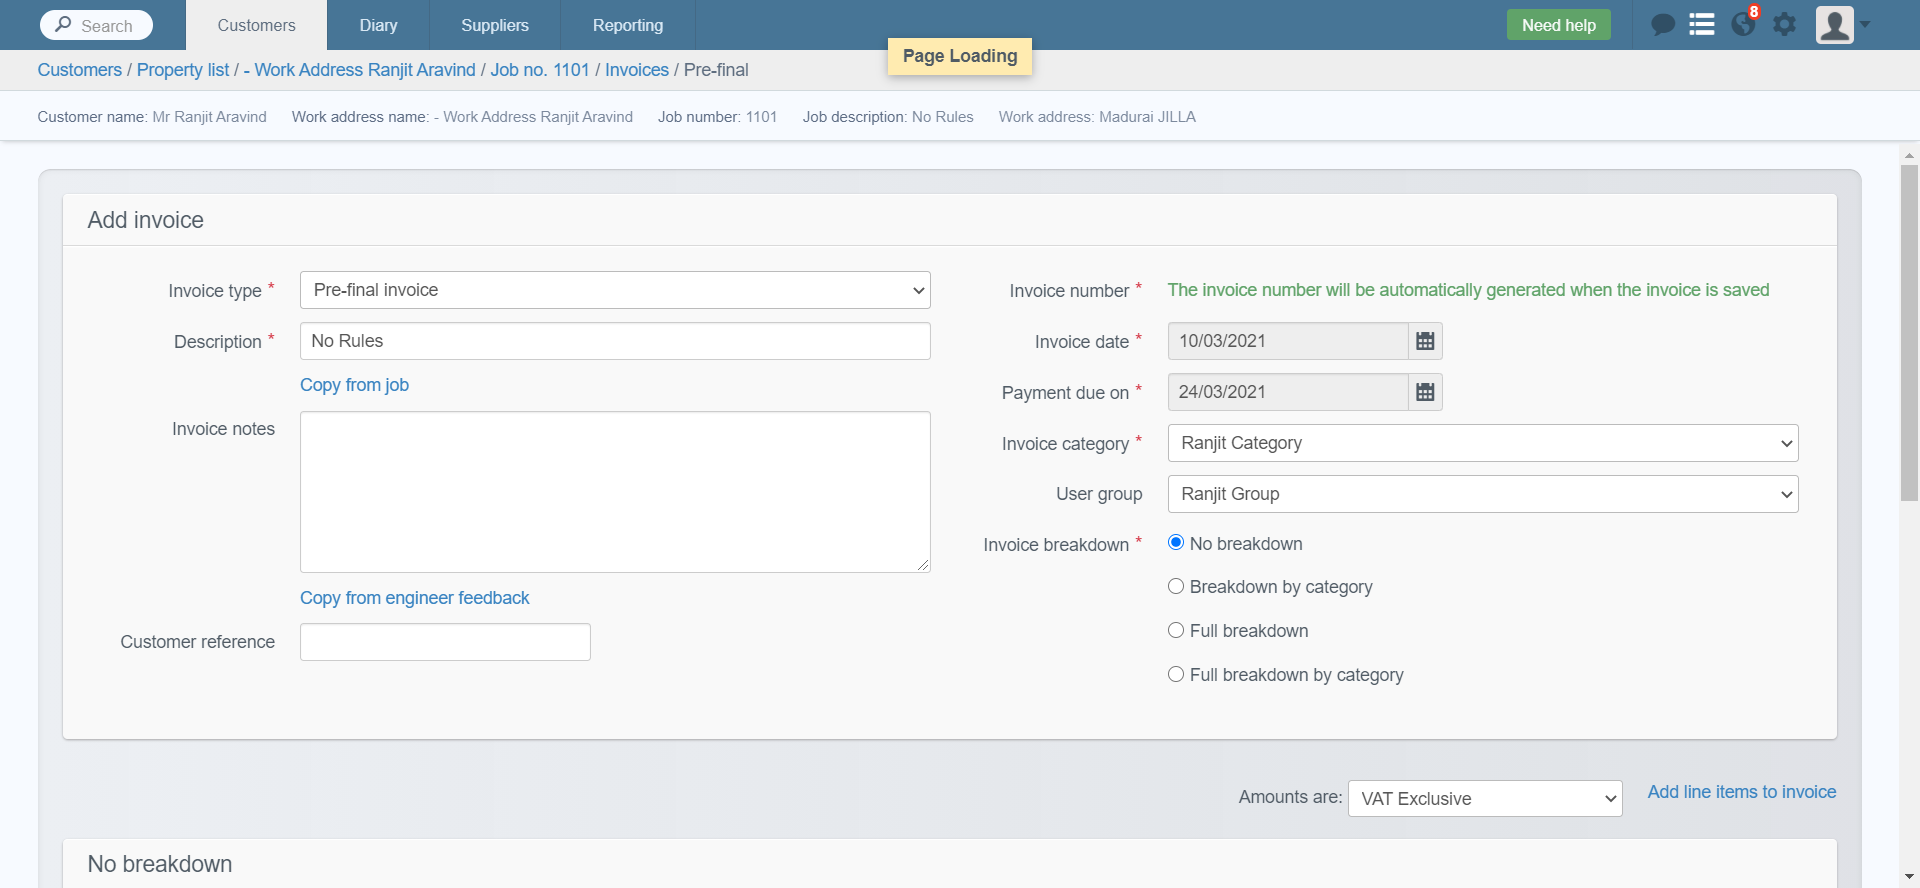 Search
Customers
Diary
Suppliers
Reporting
Need help
8
Page Loading
Customers / Property list / - Work Address Ranjit Aravind / Job no. 1101 / Invoices / Pre-final
Customer name: Mr Ranjit Aravind Work address name: - Work Address Ranjit Aravind Job number: 1101 Job description: No Rules Work address: Madurai JILLA
Add invoice
Invoice type *
Pre-final invoice
Description *
No Rules
Copy from job
Invoice notes
Copy from engineer feedback
Customer reference
Invoice number *
The invoice number will be automatically generated when the invoice is saved
Invoice date *
10/03/2021
Payment due on *
24/03/2021
Invoice category *
Ranjit Category
User group
Ranjit Group
Invoice breakdown *
No breakdown
Breakdown by category
Full breakdown
Full breakdown by category
Amounts are:
VAT Exclusive
Add line items to invoice
No breakdown